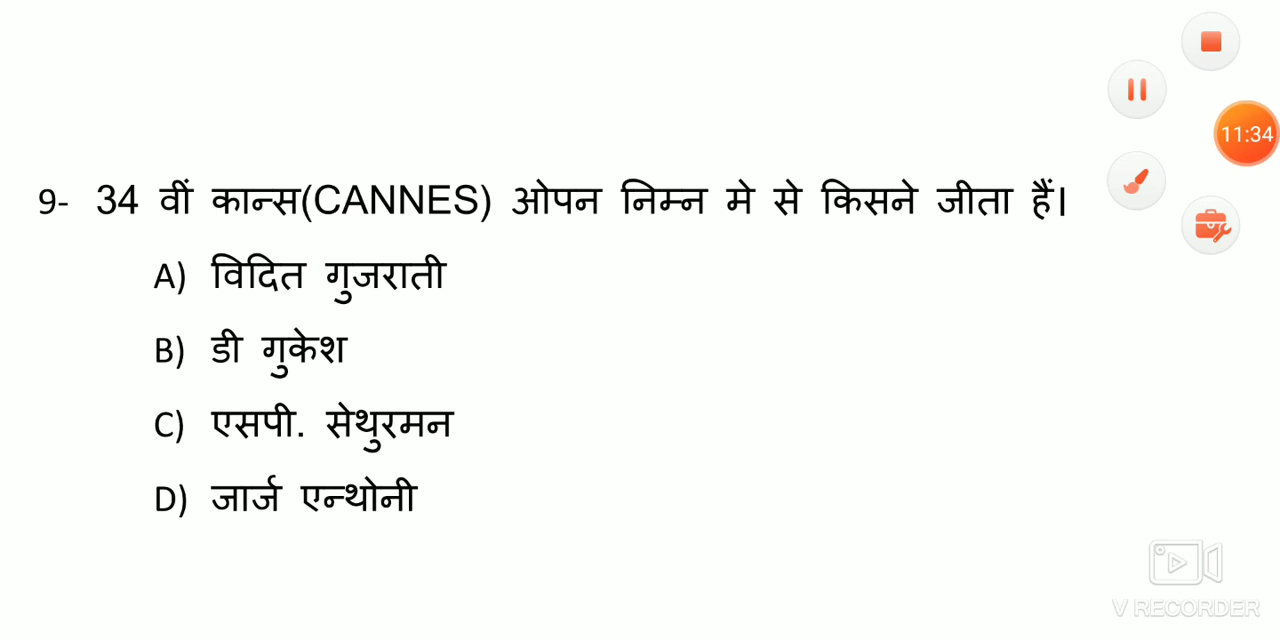 9- 34 वीं कान्स(CANNES) ओपन निम्न मे से किसने जीता हैं।
A) विदित गुजराती
B) डी गुकेश
C) एसपी. सेथुरमन
D) जार्ज एन्थोनी
11:34
V RECORDER